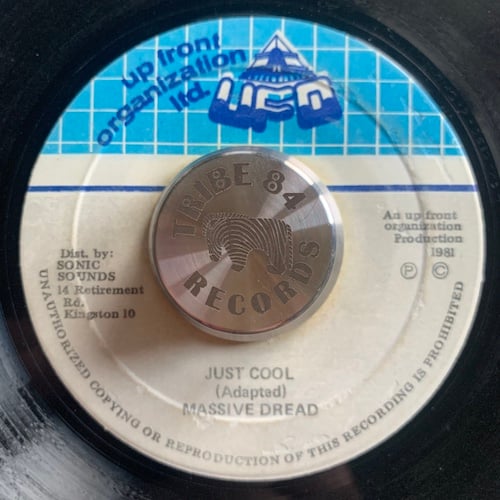 up front
organization
ltd.
UFO
TRIBE 84
RECORDS
Dist. by:
SONIC
SOUNDS
14 Retirement
Rd.
Kingston 10
An up front
organization
Production
1981
P C
JUST COOL
(Adaptad)
MASSIVE DREAD
UNAUTHORIZED COPYING OR REPRODUCTION OF THIS RECORDING IS PROHIBITED